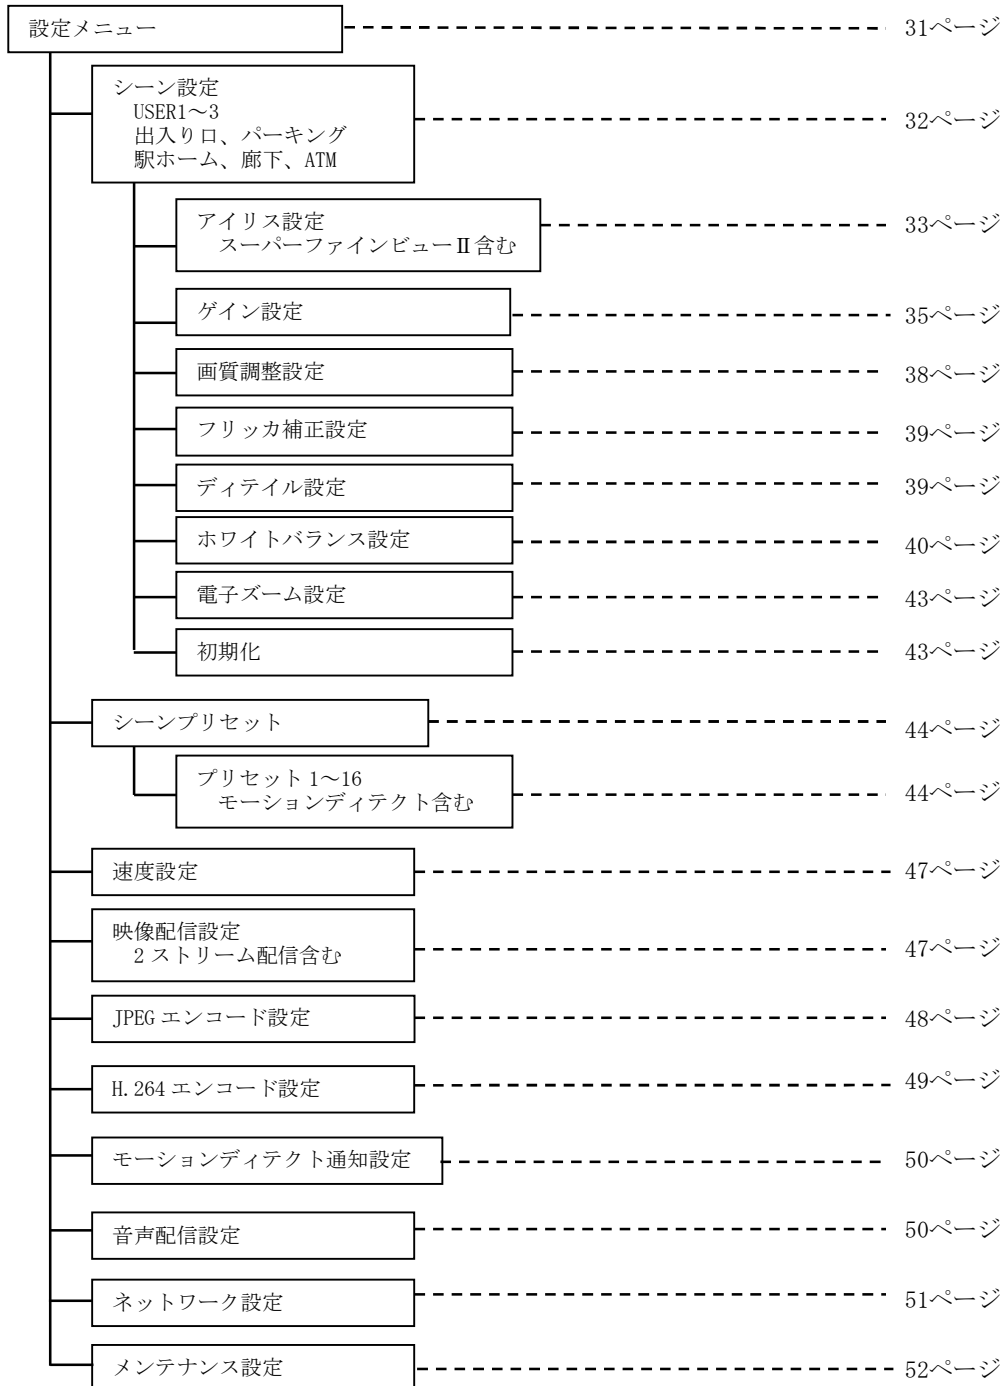 設定メニュー 31ページ
シーン設定
USER1～3
出入り口、パーキング
駅ホーム、廊下、ATM
32ページ
アイリス設定
スーパーファインビューⅡ含む
33ページ
ゲイン設定 35ページ
画質調整設定 38ページ
フリッカ補正設定 39ページ
ディテイル設定 39ページ
ホワイトバランス設定 40ページ
電子ズーム設定 43ページ
初期化 43ページ
シーンプリセット 44ページ
プリセット 1～16
モーションディテクト含む
44ページ
速度設定 47ページ
映像配信設定
2 ストリーム配信含む
47ページ
JPEG エンコード設定 48ページ
H.264 エンコード設定 49ページ
モーションディテクト通知設定 50ページ
音声配信設定 50ページ
ネットワーク設定 51ページ
メンテナンス設定 52ページ